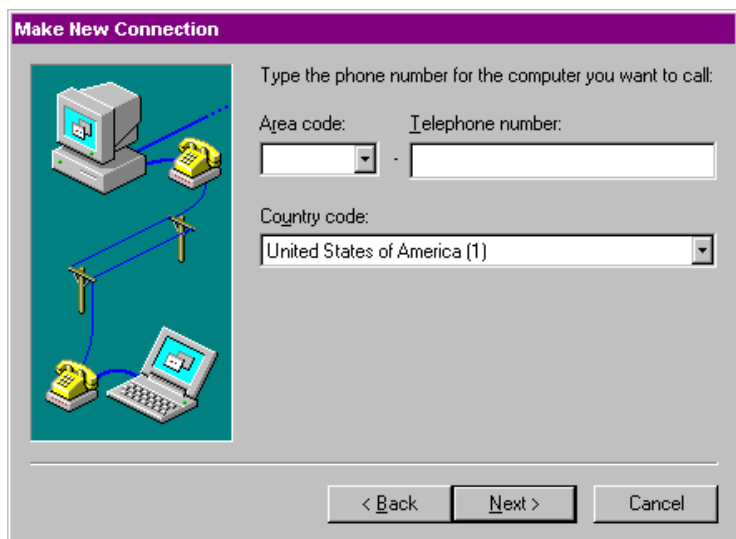 Make New Connection
Type the phone number for the computer you want to call:
Area code: Telephone number:
-
Country code:
United States of America (1)
< Back Next > Cancel